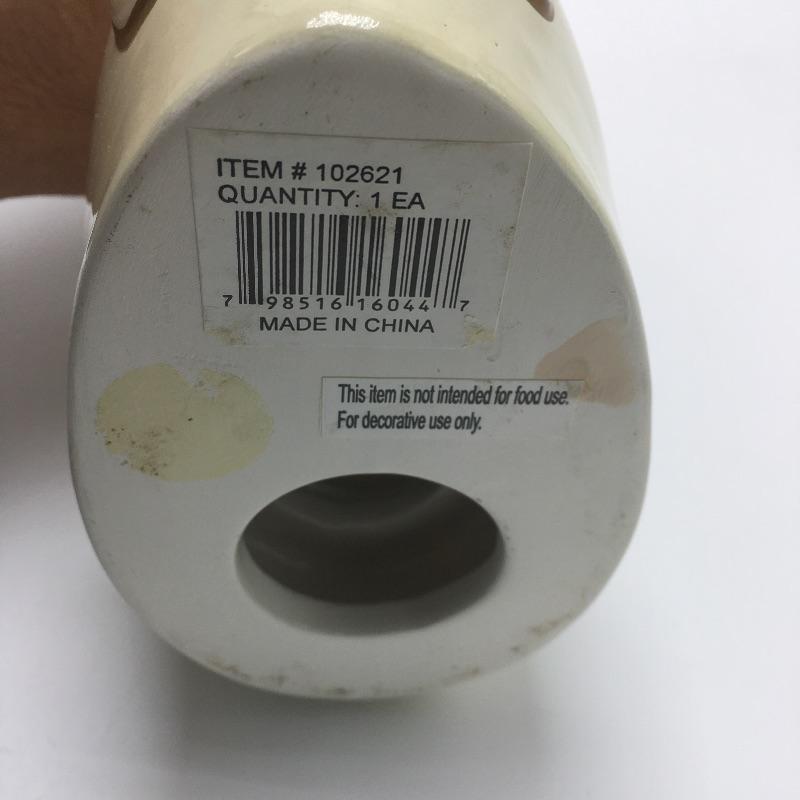 ITEM # 102621
QUANTITY: 1 EA
7 98516 16044 7
MADE IN CHINA
This item is not intended for food use.
For decorative use only.